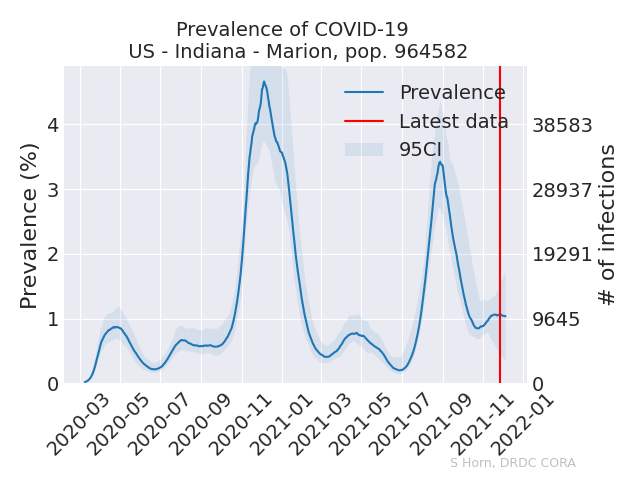 Prevalence of COVID-19
US - Indiana - Marion, pop. 964582
Prevalence
Latest data
95CI
Prevalence (%)
4
3
2
1
0
38583
28937
19291
9645
0
# of infections
2020-03
2020-05
2020-07
2020-09
2020-11
2021-01
2021-03
2021-05
2021-07
2021-09
2021-11
2022-01
S Horn, DRDC CORA